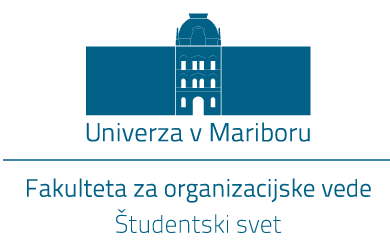 Univerza v Mariboru
Fakulteta za organizacijske vede
Študentski svet